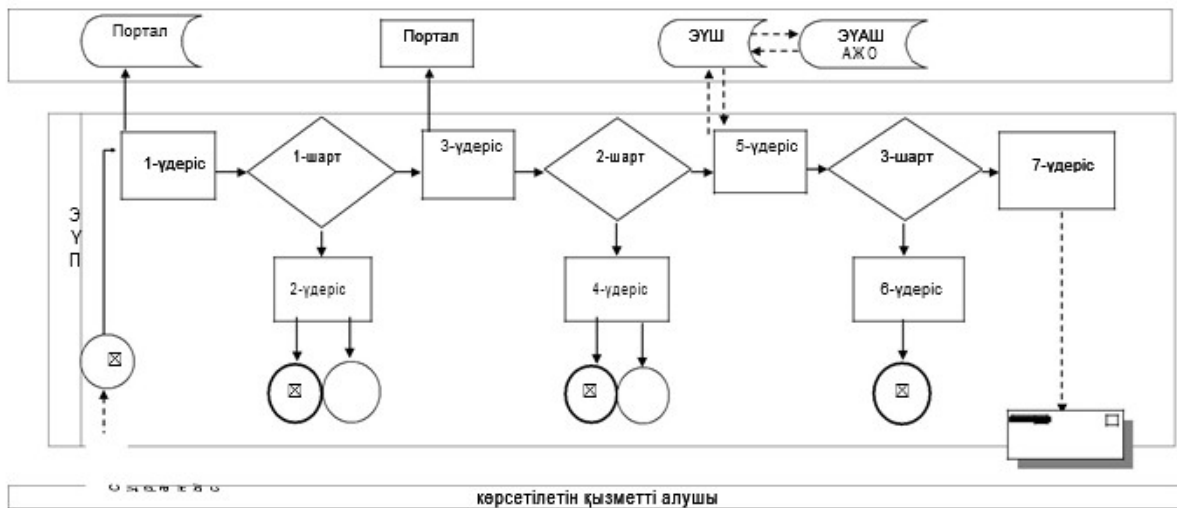 Портал
Портал
ЭҮШ
ЭҮАШ
АЖО
1-үдеріс
1-шарт
3-үдеріс
2-шарт
5-үдеріс
3-шарт
7-үдеріс
ЭҮП
2-үдеріс
4-үдеріс
6-үдеріс
көрсетілетін қызметті алушы